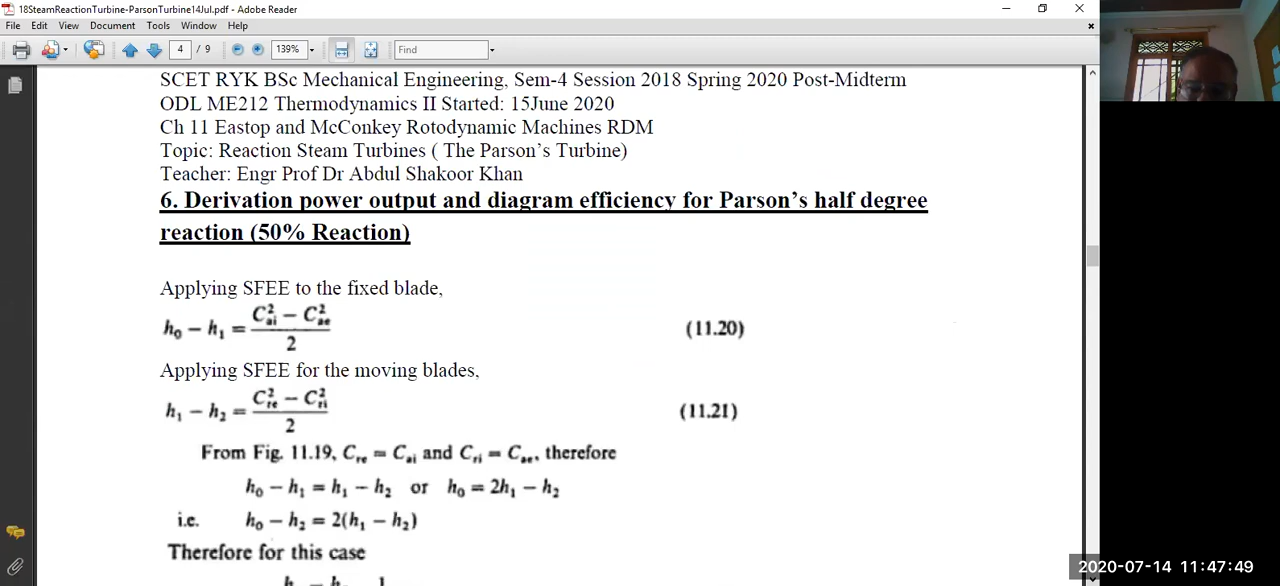 18SteamReactionTurbine-ParsonTurbine14Jul.pdf - Adobe Reader
File Edit View Document Tools Window Help
4 / 9 139% Find
SCET RYK BSc Mechanical Engineering, Sem-4 Session 2018 Spring 2020 Post-Midterm
ODL ME212 Thermodynamics II Started: 15June 2020
Ch 11 Eastop and McConkey Rotodynamic Machines RDM
Topic: Reaction Steam Turbines ( The Parson's Turbine)
Teacher: Engr Prof Dr Abdul Shakoor Khan
6. Derivation power output and diagram efficiency for Parson's half degree
reaction (50% Reaction)
Applying SFEE to the fixed blade,
h₀ − h₁ = (C²ai − C²ae)/2 (11.20)
Applying SFEE for the moving blades,
h₁ − h₂ = (C²re − C²ri)/2 (11.21)
From Fig. 11.19, Cre = Cai and Cri = Cae, therefore
h₀ − h₁ = h₁ − h₂ or h₀ = 2h₁ − h₂
i.e. h₀ − h₂ = 2(h₁ − h₂)
Therefore for this case
2020-07-14 11:47:49